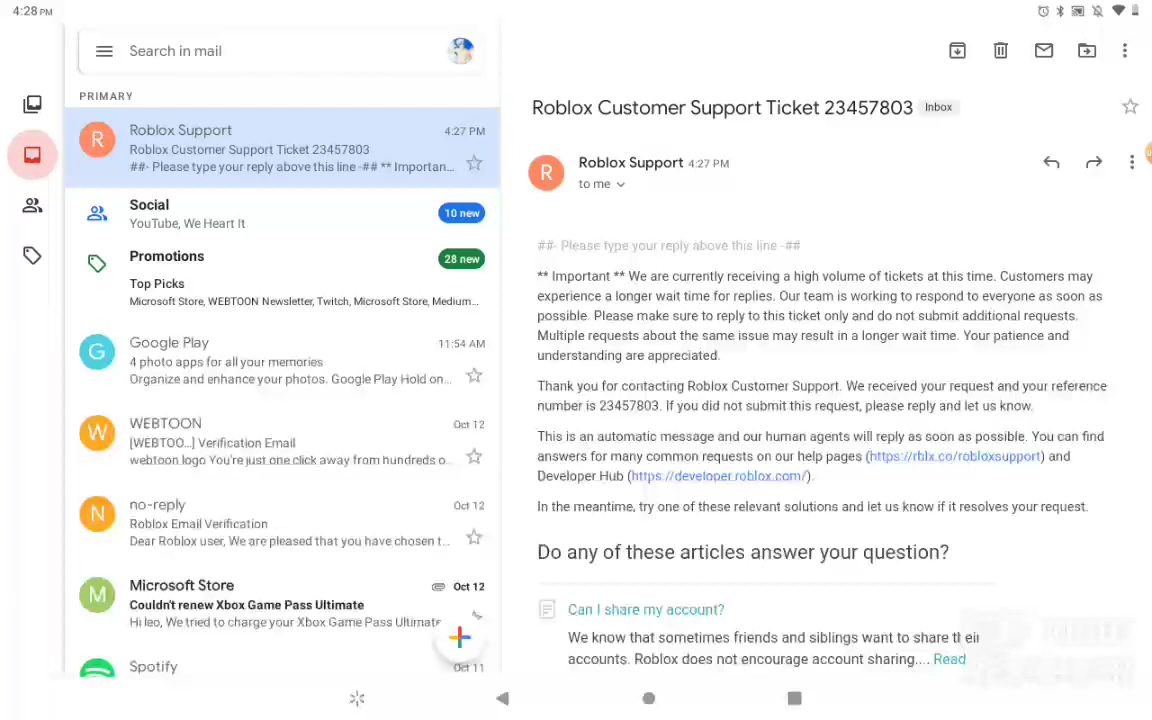 4:28 PM
Search in mail
PRIMARY
R
Roblox Support
4:27 PM
Roblox Customer Support Ticket 23457803
##- Please type your reply above this line -## ** Importan...
Social
10 new
YouTube, We Heart It
Promotions
28 new
Top Picks
Microsoft Store, WEBTOON Newsletter, Twitch, Microsoft Store, Medium...
G
Google Play
11:54 AM
4 photo apps for all your memories
Organize and enhance your photos. Google Play Hold on...
W
WEBTOON
Oct 12
[WEBTOO...] Verification Email
webtoon logo You're just one click away from hundreds o...
N
no-reply
Oct 12
Roblox Email Verification
Dear Roblox user, We are pleased that you have chosen t...
M
Microsoft Store
Oct 12
Couldn't renew Xbox Game Pass Ultimate
Hi leo, We tried to charge your Xbox Game Pass Ultimate
Spotify
Oct 11
Roblox Customer Support Ticket 23457803
Inbox
R
Roblox Support 4:27 PM
to me
##- Please type your reply above this line -##
** Important ** We are currently receiving a high volume of tickets at this time. Customers may
experience a longer wait time for replies. Our team is working to respond to everyone as soon as
possible. Please make sure to reply to this ticket only and do not submit additional requests.
Multiple requests about the same issue may result in a longer wait time. Your patience and
understanding are appreciated.
Thank you for contacting Roblox Customer Support. We received your request and your reference
number is 23457803. If you did not submit this request, please reply and let us know.
This is an automatic message and our human agents will reply as soon as possible. You can find
answers for many common requests on our help pages (https://rblx.co/robloxsupport) and
Developer Hub (https://developer.roblox.com/).
In the meantime, try one of these relevant solutions and let us know if it resolves your request.
Do any of these articles answer your question?
Can I share my account?
We know that sometimes friends and siblings want to share their
accounts. Roblox does not encourage account sharing.... Read